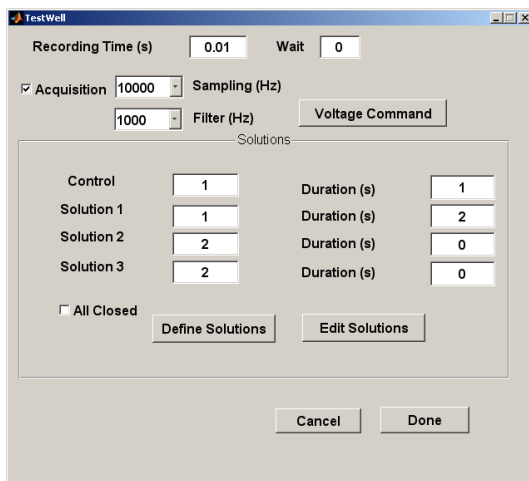 TestWell
Recording Time (s) 0.01 Wait 0
Acquisition 10000 Sampling (Hz)
1000 Filter (Hz) Voltage Command
Solutions
Control 1 Duration (s) 1
Solution 1 1 Duration (s) 2
Solution 2 2 Duration (s) 0
Solution 3 2 Duration (s) 0
All Closed
Define Solutions Edit Solutions
Cancel Done